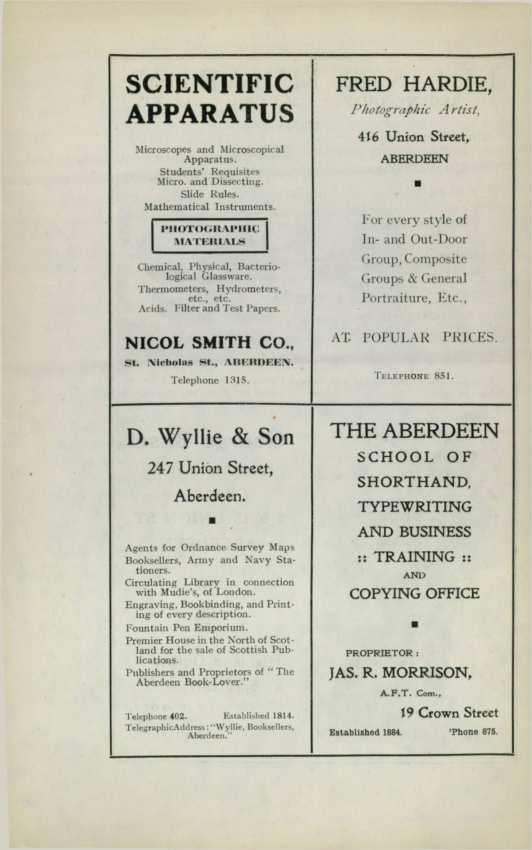 SCIENTIFIC
APPARATUS
Microscopes and Microscopical
Apparatus.
Students' Requisites
Micro. and Dissecting.
Slide Rules.
Mathematical Instruments.
PHOTOGRAPHIC
MATERIALS
Chemical, Physical, Bacterio-
logical Glassware.
Thermometers, Hydrometers,
etc., etc.
Acids. Filter and Test Papers.
NICOL SMITH CO.,
St. Nicholas St., ABERDEEN.
Telephone 1315.
FRED HARDIE,
Photographic Artist,
416 Union Street,
ABERDEEN
For every style of
In- and Out-Door
Group, Composite
Groups & General
Portraiture, Etc.,
AT POPULAR PRICES.
TELEPHONE 851.
D. Wyllie & Son
247 Union Street,
Aberdeen.
Agents for Ordnance Survey Maps
Booksellers, Army and Navy Sta-
tioners.
Circulating Library in connection
with Mudie's, of London.
Engraving, Bookbinding, and Print-
ing of every description.
Fountain Pen Emporium.
Premier House in the North of Scot-
land for the sale of Scottish Pub-
lications.
Publishers and Proprietors of "The
Aberdeen Book-Lover."
Telephone 402. Established 1814.
Telegraphic Address: "Wyllie, Booksellers,
Aberdeen."
THE ABERDEEN
SCHOOL OF
SHORTHAND,
TYPEWRITING
AND BUSINESS
:: TRAINING ::
AND
COPYING OFFICE
PROPRIETOR:
JAS. R. MORRISON,
A.F.T. Com.,
19 Crown Street
Established 1884. 'Phone 875.